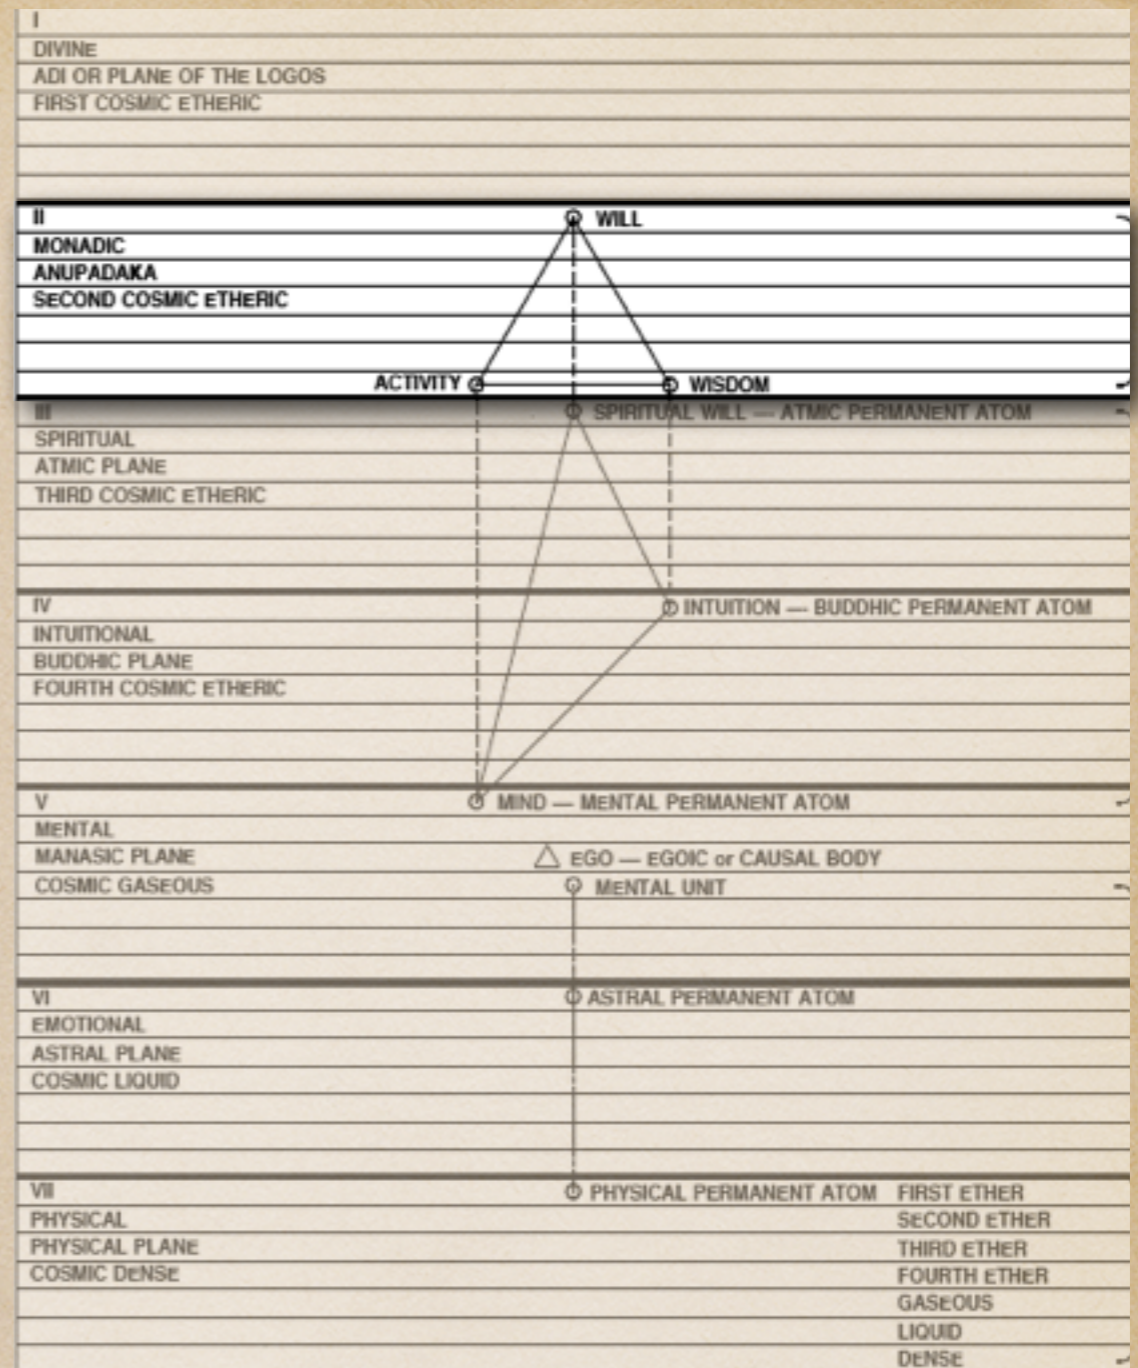 I
DIVINE
ADI OR PLANE OF THE LOGOS
FIRST COSMIC ETHERIC
II WILL
MONADIC
ANUPADAKA
SECOND COSMIC ETHERIC
ACTIVITY WISDOM
III SPIRITUAL WILL — ATMIC PERMANENT ATOM
SPIRITUAL
ATMIC PLANE
THIRD COSMIC ETHERIC
IV INTUITION — BUDDHIC PERMANENT ATOM
INTUITIONAL
BUDDHIC PLANE
FOURTH COSMIC ETHERIC
V MIND — MENTAL PERMANENT ATOM
MENTAL
MANASIC PLANE EGO — EGOIC or CAUSAL BODY
COSMIC GASEOUS MENTAL UNIT
VI ASTRAL PERMANENT ATOM
EMOTIONAL
ASTRAL PLANE
COSMIC LIQUID
VII PHYSICAL PERMANENT ATOM FIRST ETHER
PHYSICAL SECOND ETHER
PHYSICAL PLANE THIRD ETHER
COSMIC DENSE FOURTH ETHER
GASEOUS
LIQUID
DENSE